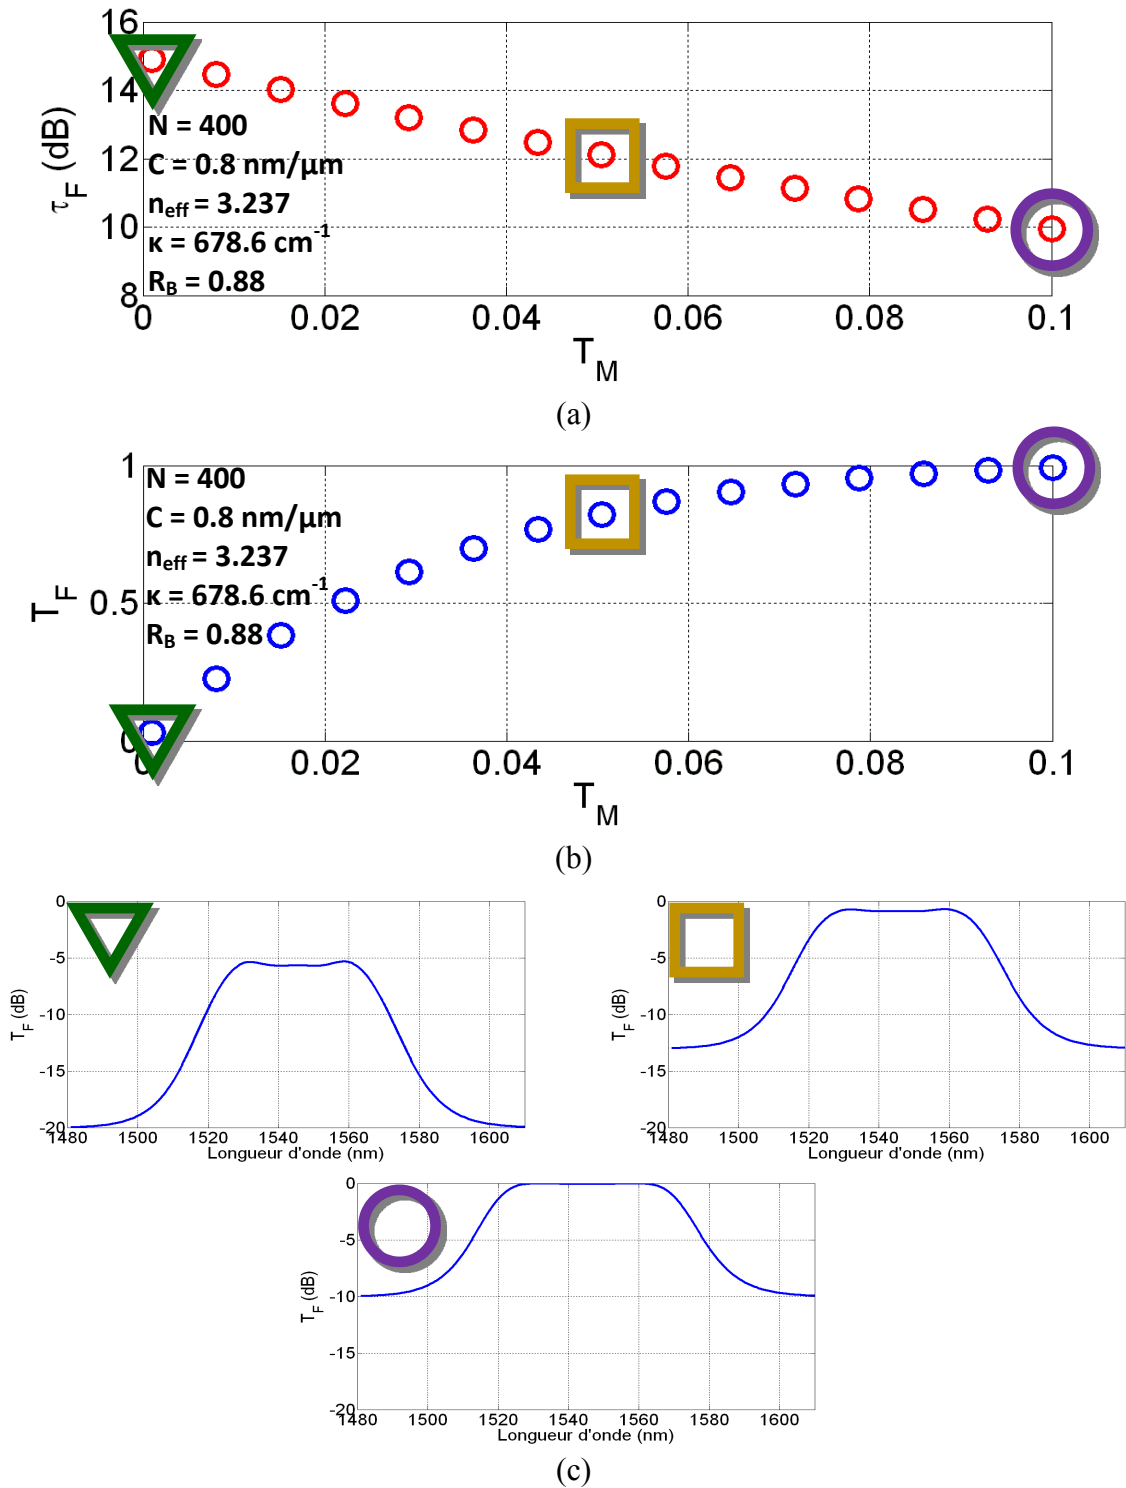 16
14
12
10
8
τF (dB)
N = 400
C = 0.8 nm/µm
neff = 3.237
κ = 678.6 cm-1
RB = 0.88
0 0.02 0.04 0.06 0.08 0.1
TM
(a)
1
0.5
0
TF
N = 400
C = 0.8 nm/µm
neff = 3.237
κ = 678.6 cm-1
RB = 0.88
0 0.02 0.04 0.06 0.08 0.1
TM
(b)
0
-5
-10
-15
-20
TF (dB)
1480 1500 1520 1540 1560 1580 1600
Longueur d'onde (nm)
0
-5
-10
-15
-20
TF (dB)
1480 1500 1520 1540 1560 1580 1600
Longueur d'onde (nm)
0
-5
-10
-15
-20
TF (dB)
1480 1500 1520 1540 1560 1580 1600
Longueur d'onde (nm)
(c)